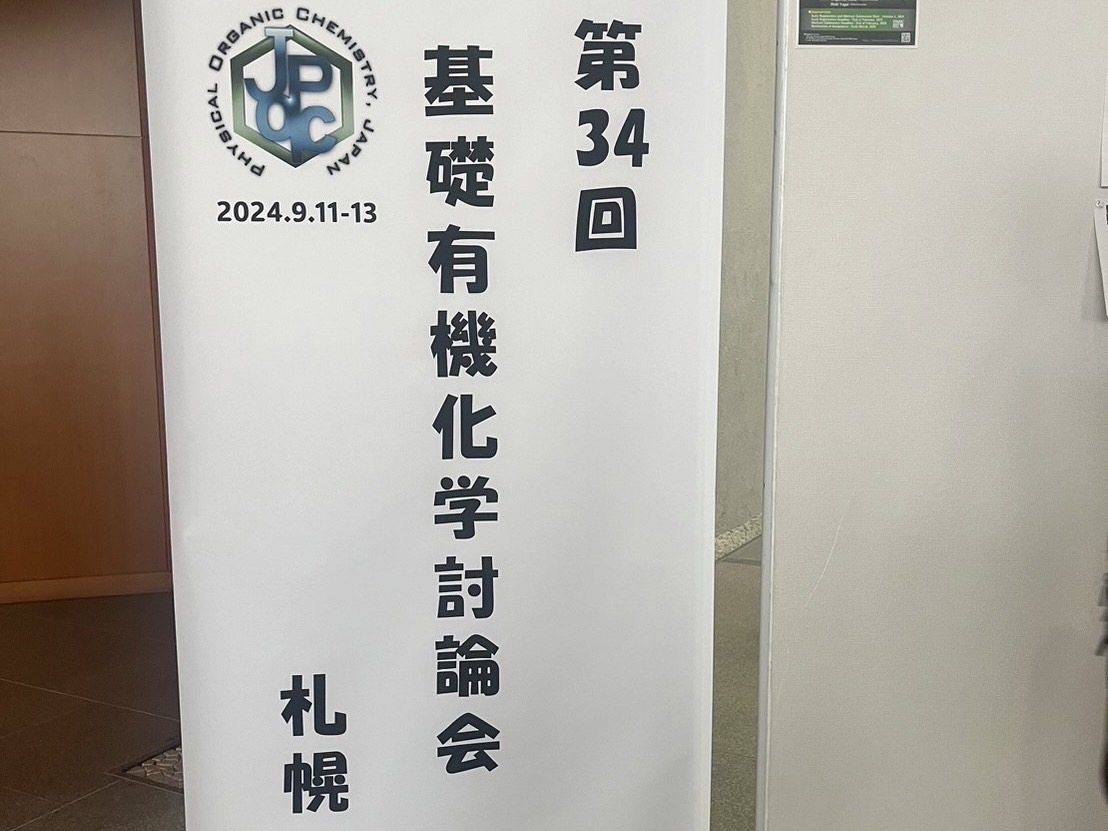 第34回
基礎有機化学討論会
札幌
PHYSICAL ORGANIC CHEMISTRY, JAPAN
JPOC
2024.9.11-13